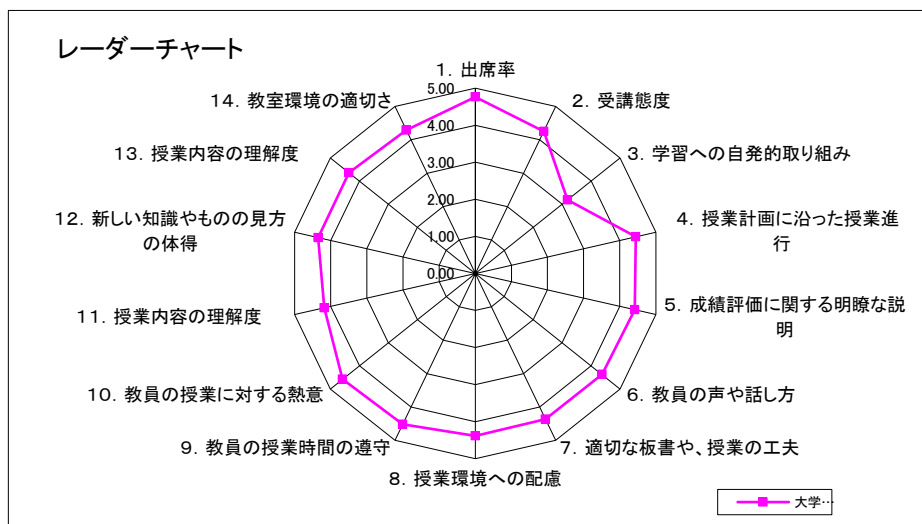 レーダーチャート
1．出席率
2．受講態度
3．学習への自発的取り組み
4．授業計画に沿った授業進
行
5．成績評価に関する明瞭な説
明
6．教員の声や話し方
7．適切な板書や、授業の工夫
8．授業環境への配慮
9．教員の授業時間の遵守
10．教員の授業に対する熱意
11．授業内容の理解度
12．新しい知識やものの見方
の体得
13．授業内容の理解度
14．教室環境の適切さ
5.00
4.00
3.00
2.00
1.00
0.00
大学…